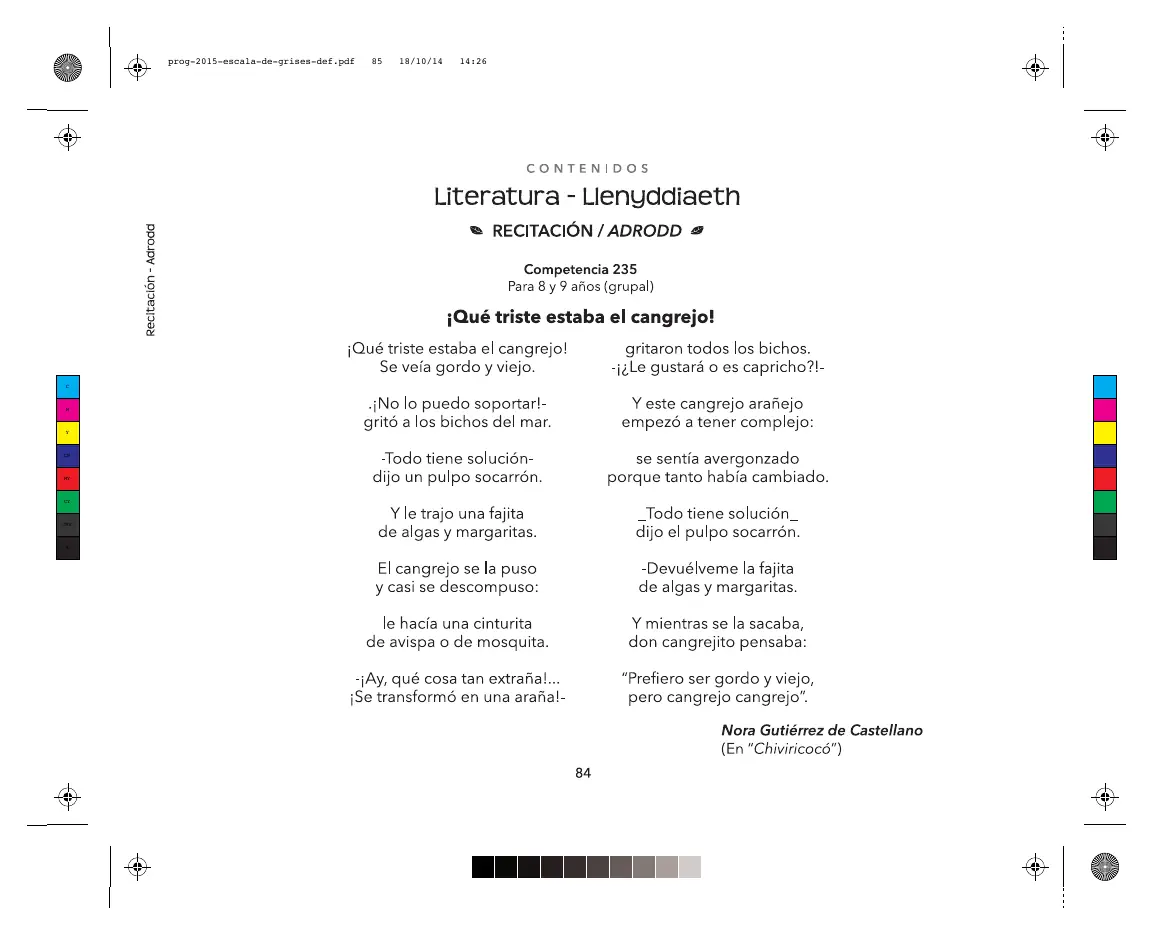 prog-2015-escala-de-grises-def.pdf   85   18/10/14   14:26
CONTENIDOS
Literatura - Llenyddiaeth
RECITACIÓN / ADRODD
Recitación - Adrodd
Competencia 235
Para 8 y 9 años (grupal)
¡Qué triste estaba el cangrejo!
¡Qué triste estaba el cangrejo!
Se veía gordo y viejo.
.¡No lo puedo soportar!-
gritó a los bichos del mar.
-Todo tiene solución-
dijo un pulpo socarrón.
Y le trajo una fajita
de algas y margaritas.
El cangrejo se la puso
y casi se descompuso:
le hacía una cinturita
de avispa o de mosquita.
-¡Ay, qué cosa tan extraña!...
¡Se transformó en una araña!-
gritaron todos los bichos.
-¡¿Le gustará o es capricho?!-
Y este cangrejo arañejo
empezó a tener complejo:
se sentía avergonzado
porque tanto había cambiado.
_Todo tiene solución_
dijo el pulpo socarrón.
-Devuélveme la fajita
de algas y margaritas.
Y mientras se la sacaba,
don cangrejito pensaba:
“Prefiero ser gordo y viejo,
pero cangrejo cangrejo”.
Nora Gutiérrez de Castellano
(En “Chiviricocó”)
84